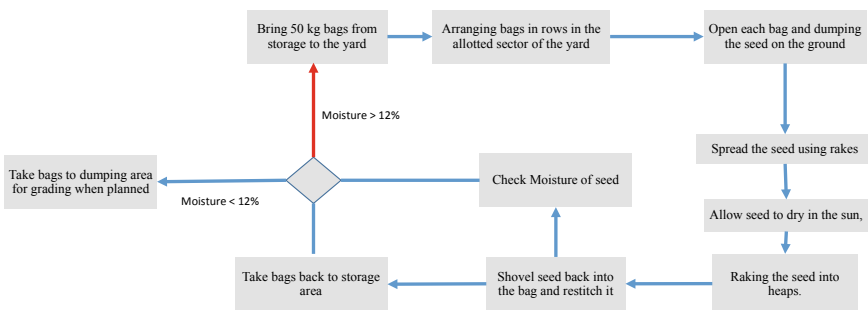 Bring 50 kg bags from
storage to the yard
Arranging bags in rows in the
allotted sector of the yard
Open each bag and dumping
the seed on the ground
Moisture > 12%
Spread the seed using rakes
Take bags to dumping area
for grading when planned
Check Moisture of seed
Moisture < 12%
Allow seed to dry in the sun,
Take bags back to storage
area
Shovel seed back into
the bag and restitch it
Raking the seed into
heaps.